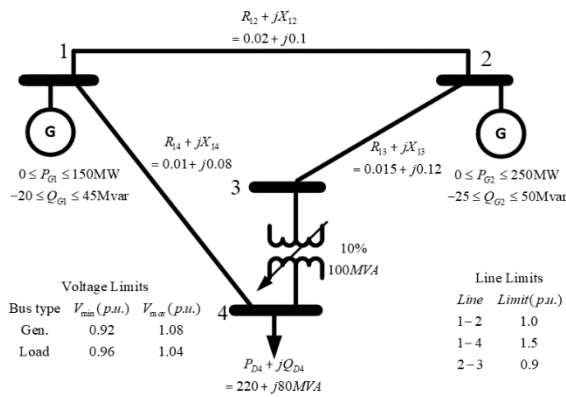 R12 + jX12
= 0.02 + j0.1
1
2
G
G
R14 + jX14
= 0.01 + j0.08
R13 + jX13
= 0.015 + j0.12
0 ≤ PG1 ≤ 150MW
−20 ≤ QG1 ≤ 45Mvar
0 ≤ PG2 ≤ 250MW
−25 ≤ QG2 ≤ 50Mvar
3
10%
100MVA
Voltage Limits
Bus type Vmin (p.u.) Vmax (p.u.)
Gen. 0.92 1.08
Load 0.96 1.04
4
Line Limits
Line Limit(p.u.)
1−2 1.0
1−4 1.5
2−3 0.9
PD4 + jQD4
= 220 + j80MVA